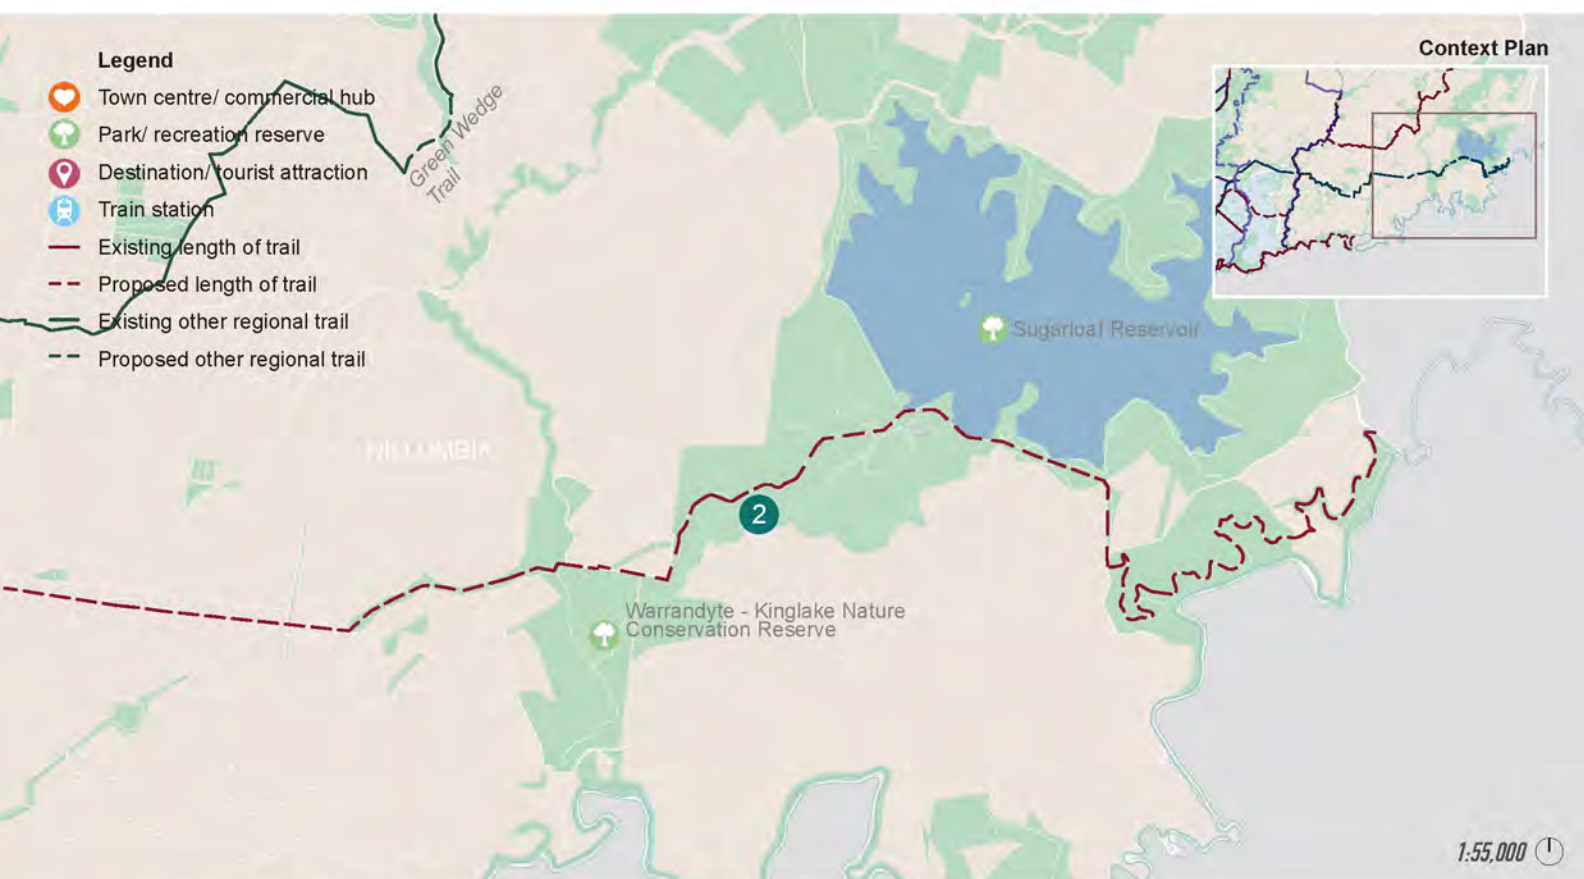 Legend
Town centre/ commercial hub
Park/ recreation reserve
Destination/ tourist attraction
Train station
Existing length of trail
Proposed length of trail
Existing other regional trail
Proposed other regional trail
Green Wedge
Trail
Context Plan
Sugarloaf Reservoir
NILLUMBIK
2
Warrandyte - Kinglake Nature
Conservation Reserve
1:55,000